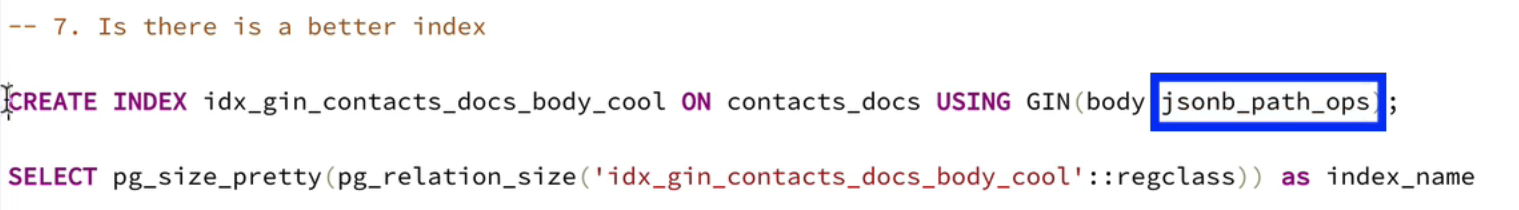 -- 7. Is there is a better index
CREATE INDEX idx_gin_contacts_docs_body_cool ON contacts_docs USING GIN(body jsonb_path_ops);
SELECT pg_size_pretty(pg_relation_size('idx_gin_contacts_docs_body_cool'::regclass)) as index_name